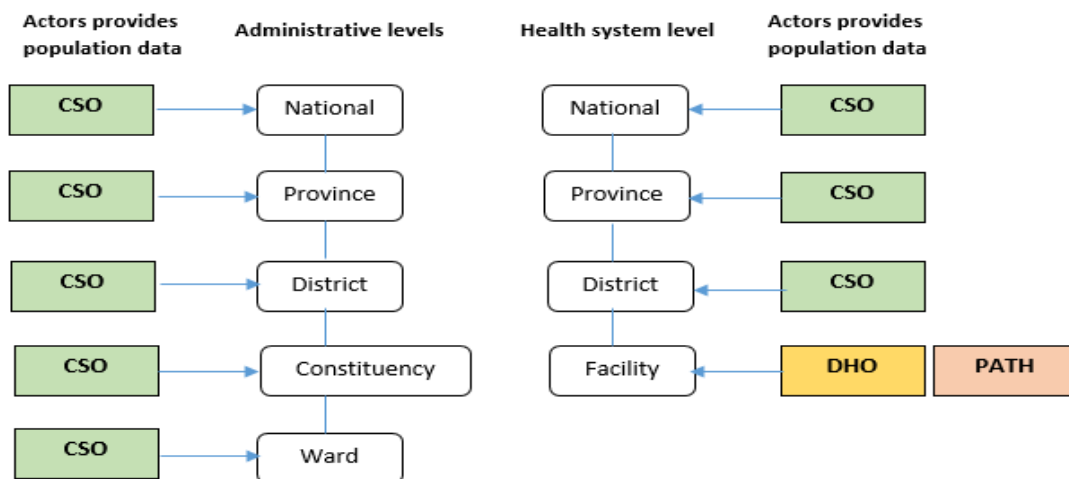 Actors provides
population data
Administrative levels
Health system level
Actors provides
population data
CSO
National
National
CSO
CSO
Province
Province
CSO
CSO
District
District
CSO
CSO
Constituency
Facility
DHO
PATH
CSO
Ward